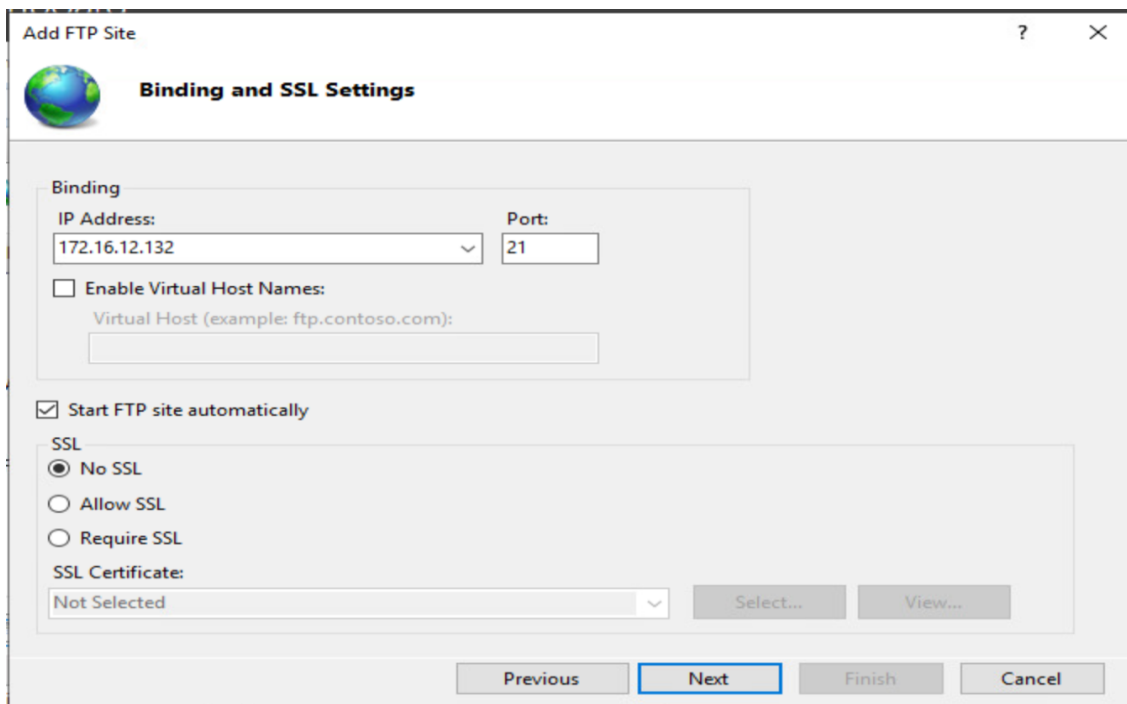 Add FTP Site
?
Binding and SSL Settings
Binding
IP Address: Port:
172.16.12.132 21
Enable Virtual Host Names:
Virtual Host (example: ftp.contoso.com):
Start FTP site automatically
SSL
No SSL
Allow SSL
Require SSL
SSL Certificate:
Not Selected Select... View...
Previous Next Finish Cancel